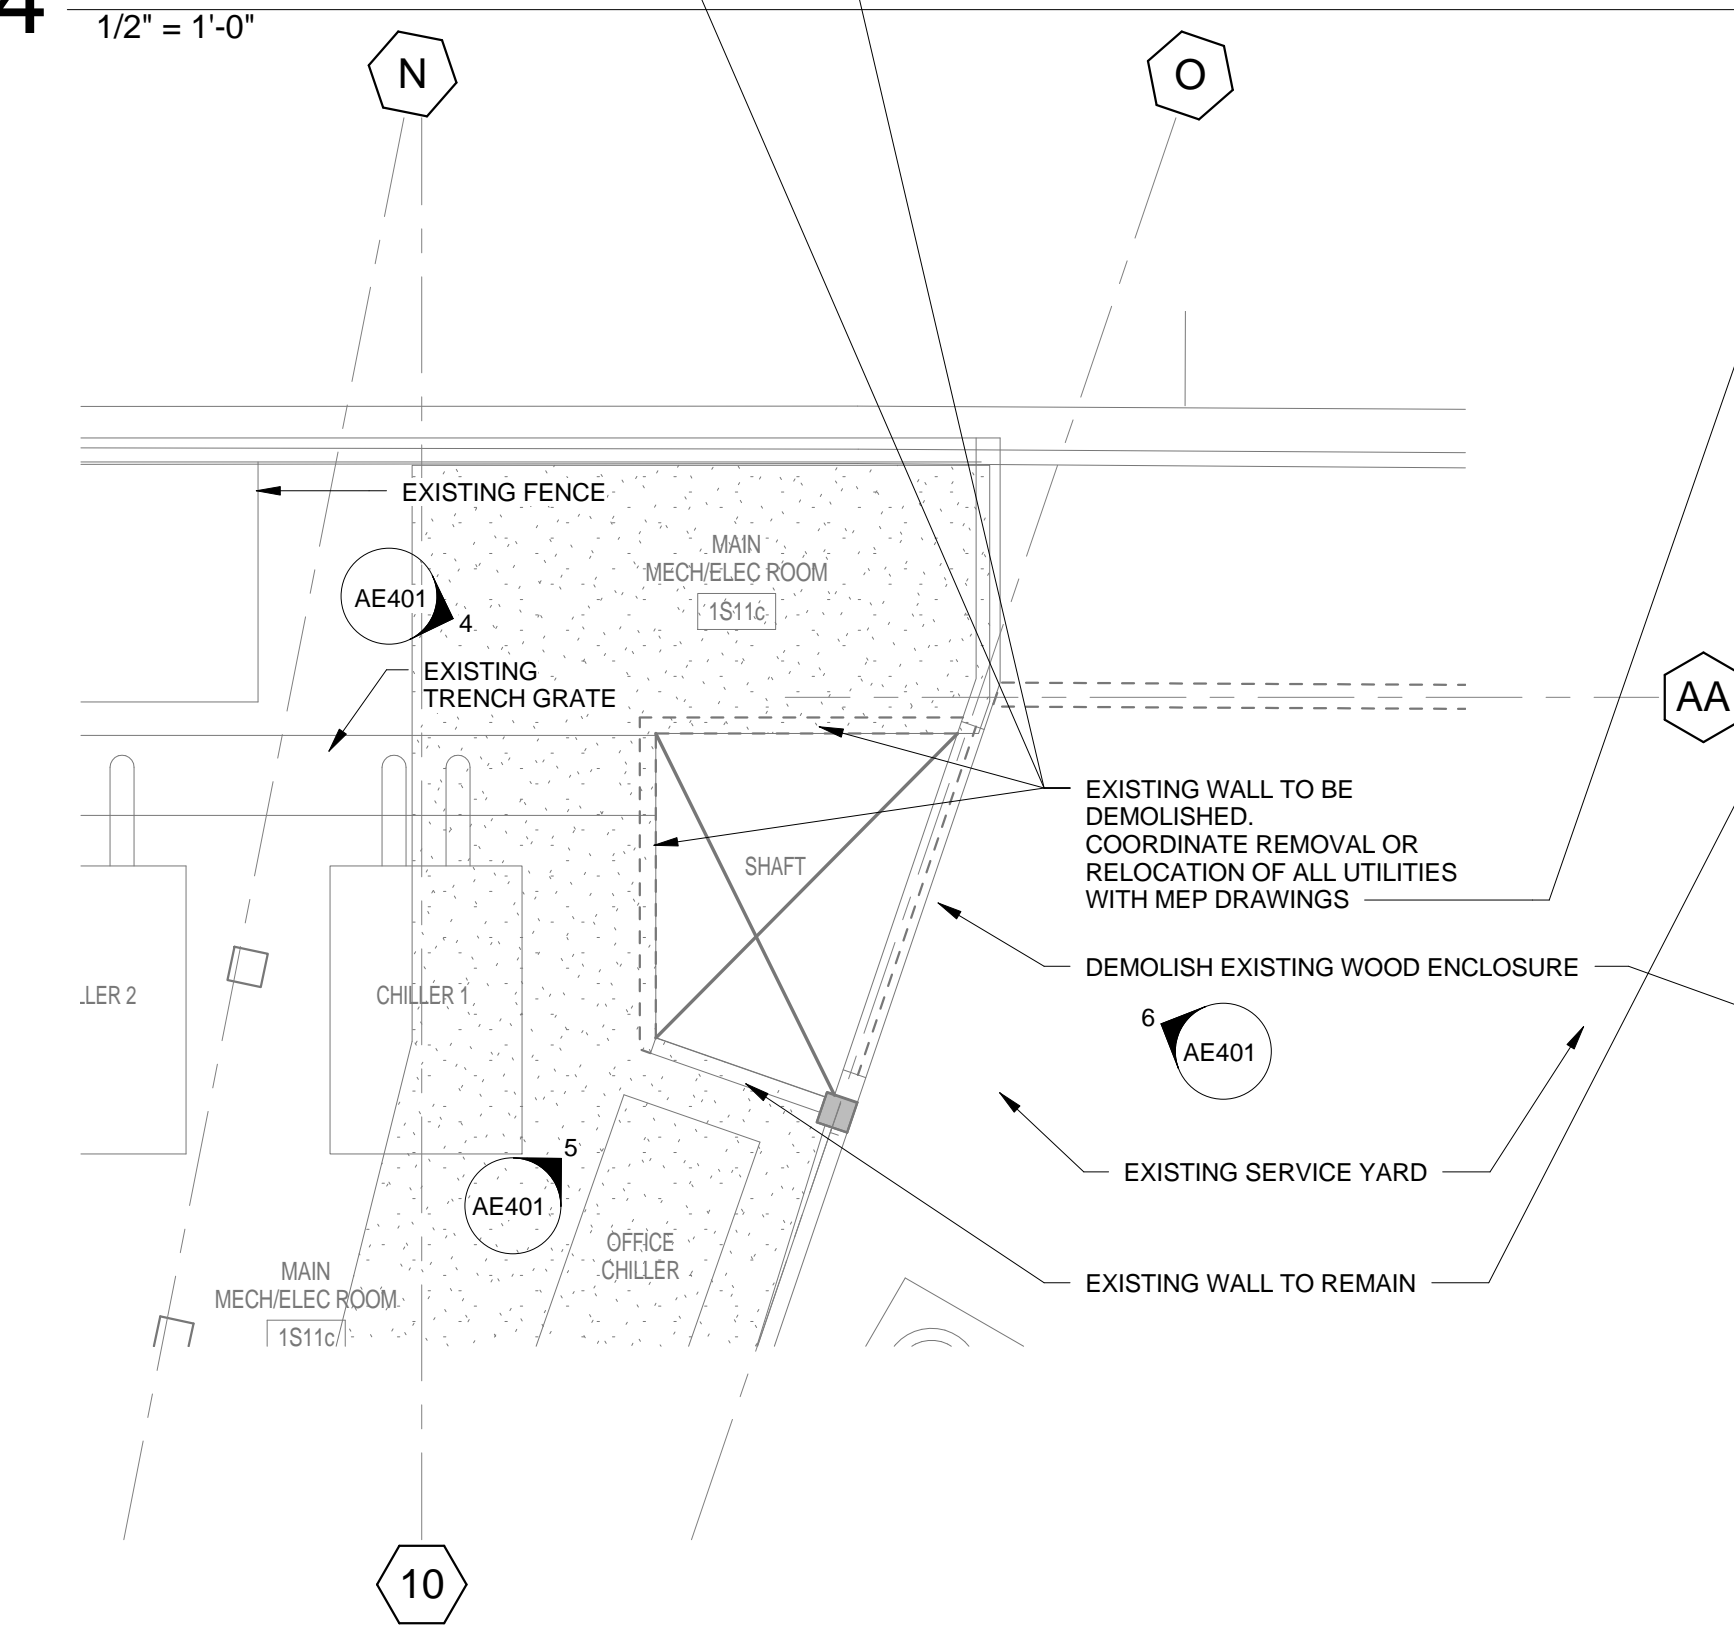 4
1/2" = 1'-0"
N
O
EXISTING FENCE
MAIN
MECH/ELEC ROOM
1S11c
AE401
4
EXISTING
TRENCH GRATE
AA
EXISTING WALL TO BE
DEMOLISHED.
COORDINATE REMOVAL OR
RELOCATION OF ALL UTILITIES
WITH MEP DRAWINGS
SHAFT
DEMOLISH EXISTING WOOD ENCLOSURE
LLER 2
CHILLER 1
6
AE401
5
AE401
EXISTING SERVICE YARD
OFFICE
CHILLER
MAIN
MECH/ELEC ROOM
1S11c
EXISTING WALL TO REMAIN
10